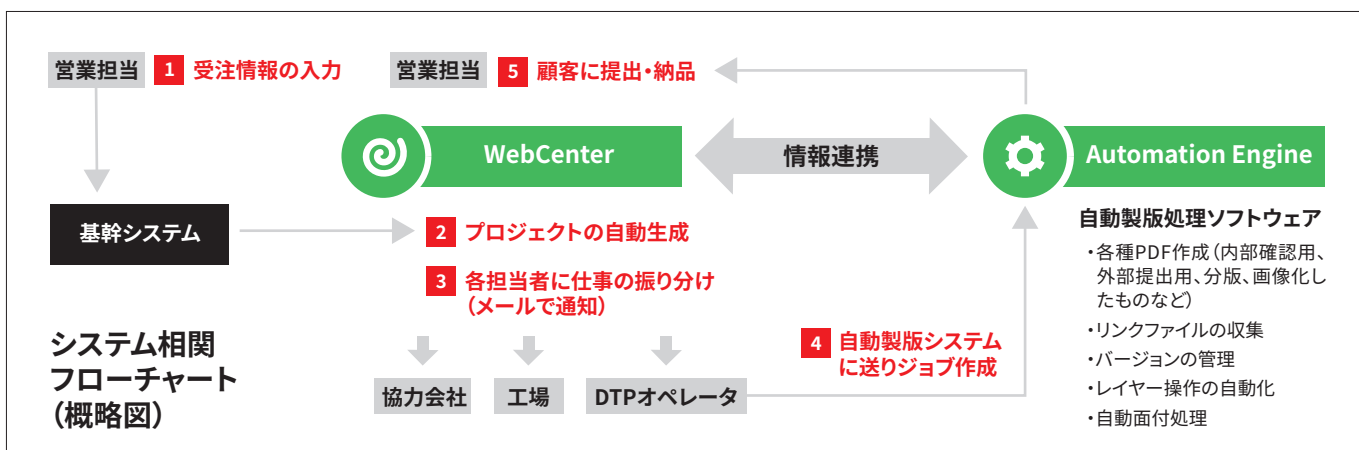 営業担当 1 受注情報の入力
営業担当 5 顧客に提出・納品
WebCenter
情報連携
Automation Engine
基幹システム
2 プロジェクトの自動生成
3 各担当者に仕事の振り分け
（メールで通知）
協力会社
工場
DTPオペレータ
4 自動製版システム
に送りジョブ作成
自動製版処理ソフトウェア
・各種PDF作成（内部確認用、
外部提出用、分版、画像化し
たものなど）
・リンクファイルの収集
・バージョンの管理
・レイヤー操作の自動化
・自動面付処理
システム相関
フローチャート
（概略図）